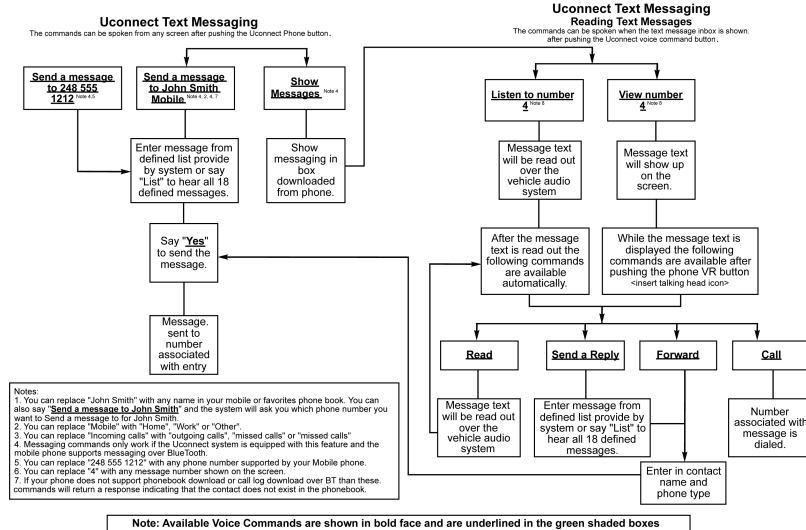 Uconnect Text Messaging
The commands can be spoken from any screen after pushing the Uconnect Phone button.
Send a message
to 248 555
1212 Note 4,5
Send a message
to John Smith
Mobile Note 4, 2, 4, 7
Show
Messages Note 4
Enter message from
defined list provide
by system or say
"List" to hear all 18
defined messages.
Show
messaging in
box
downloaded
from phone.
Say "Yes"
to send the
message.
Message.
sent to
number
associated
with entry
Uconnect Text Messaging
Reading Text Messages
The commands can be spoken when the text message inbox is shown.
after pushing the Uconnect voice command button.
Listen to number
4 Note 6
View number
4 Note 6
Message text
will be read out
over the
vehicle audio
system
Message text
will show up
on the
screen.
After the message
text is read out the
following commands
are available
automatically.
While the message text is
displayed the following
commands are available after
pushing the phone VR button
<insert talking head icon>
Read
Send a Reply
Forward
Call
Message text
will be read out
over the
vehicle audio
system
Enter message from
defined list provide by
system or say "List" to
hear all 18 defined
messages.
Number
associated with
message is
dialed.
Enter in contact
name and
phone type
Notes:
1. You can replace "John Smith" with any name in your mobile or favorites phone book. You can
also say "Send a message to John Smith" and the system will ask you which phone number you
want to Send a message to for John Smith.
2. You can replace "Mobile" with "Home", "Work" or "Other".
3. You can replace "Incoming calls" with "outgoing calls", "missed calls" or "missed calls"
4. Messaging commands only work if the Uconnect system is equipped with this feature and the
mobile phone supports messaging over BlueTooth.
5. You can replace "248 555 1212" with any phone number supported by your Mobile phone.
6. You can replace "4" with any message number shown on the screen.
7. If your phone does not support phonebook download or call log download over BT than these.
commands will return a response indicating that the contact does not exist in the phonebook.
Note: Available Voice Commands are shown in bold face and are underlined in the green shaded boxes